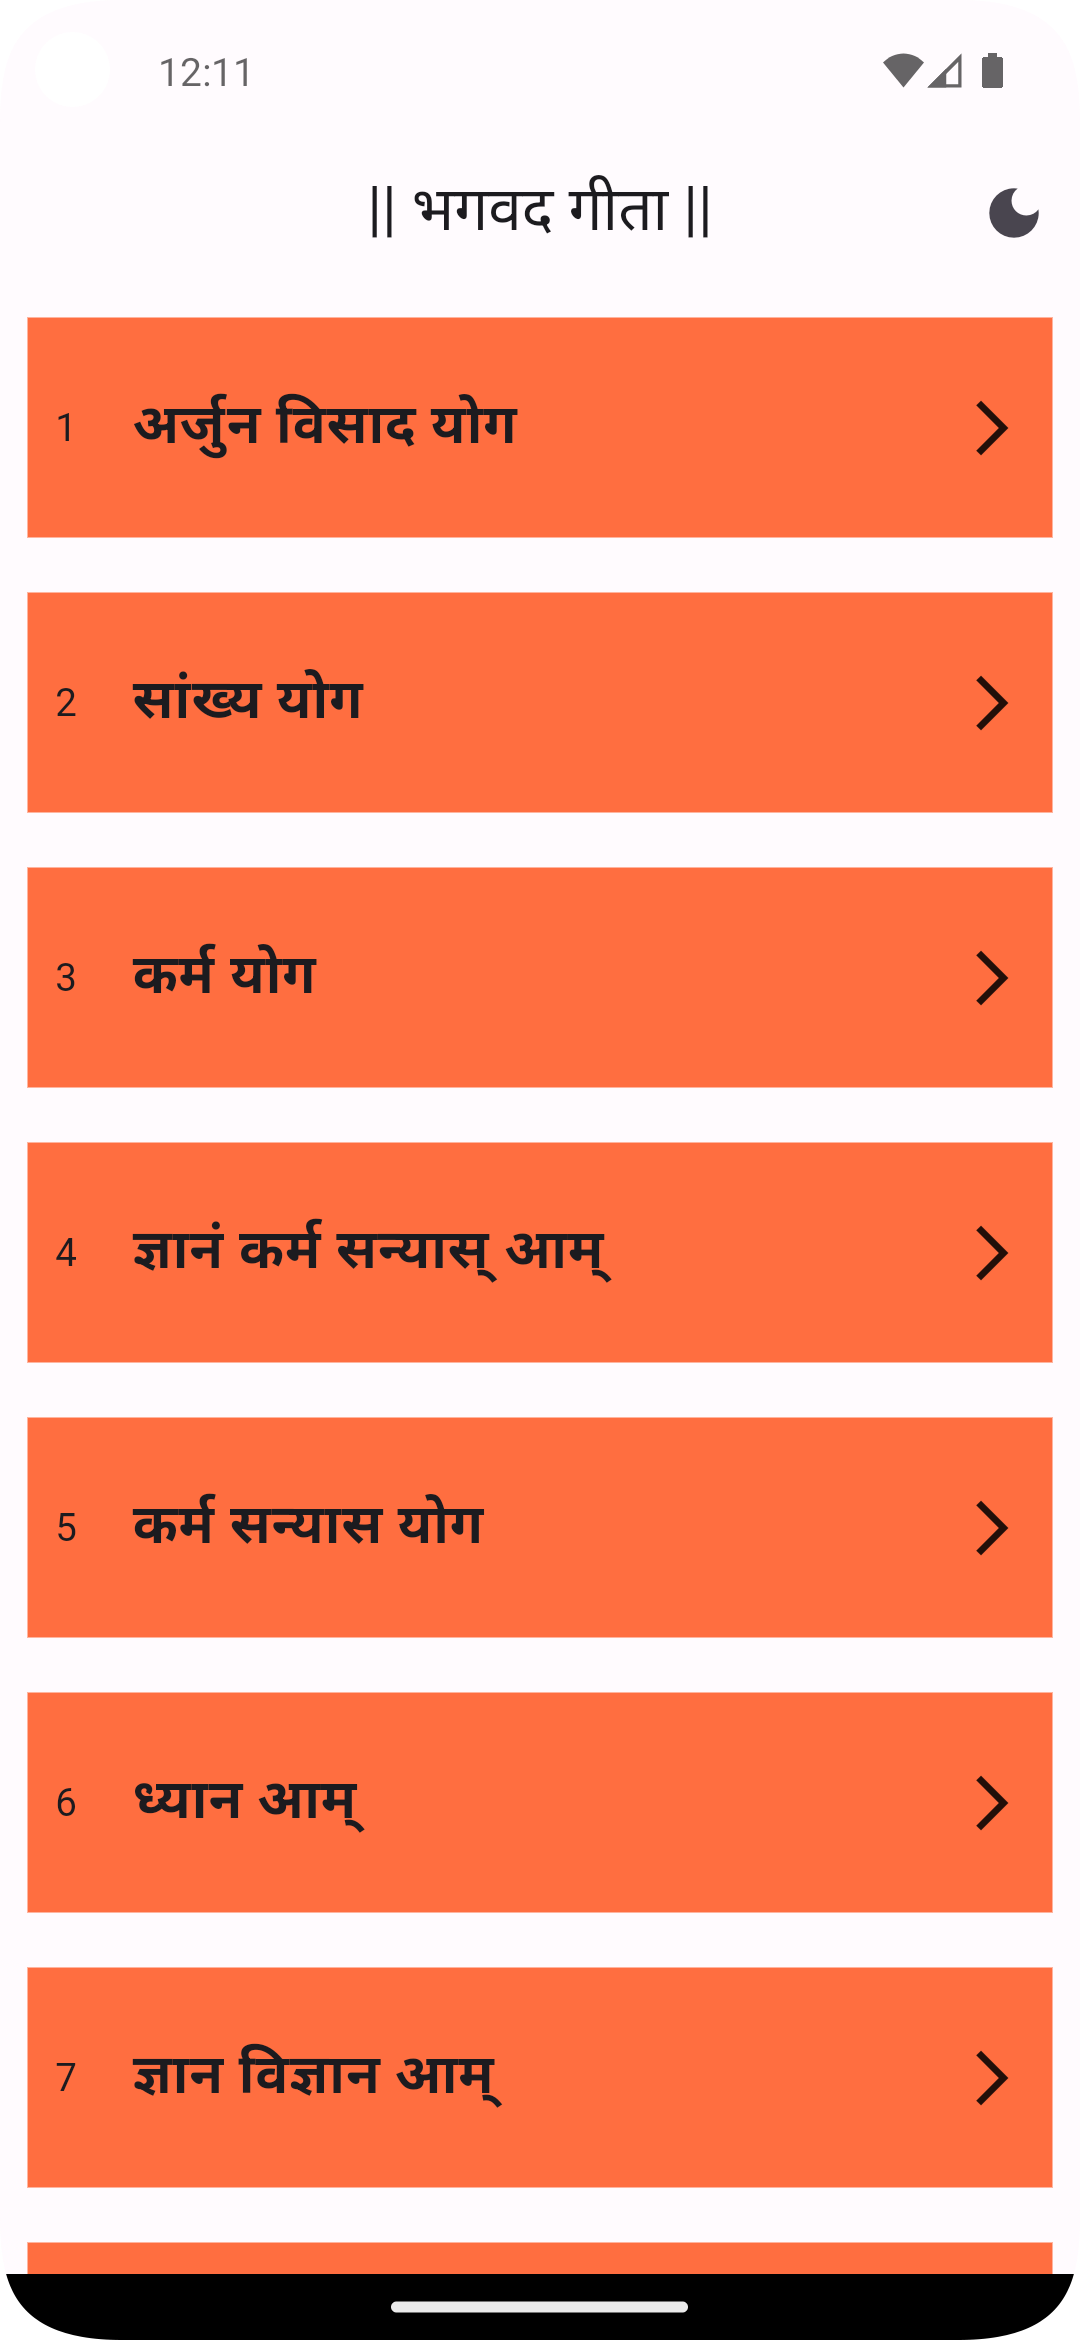 12:11
|| भगवद गीता ||
1 अर्जुन विसाद योग
2 सांख्य योग
3 कर्म योग
4 ज्ञानं कर्म सन्यास् आम्
5 कर्म सन्यास योग
6 ध्यान आम्
7 ज्ञान विज्ञान आम्